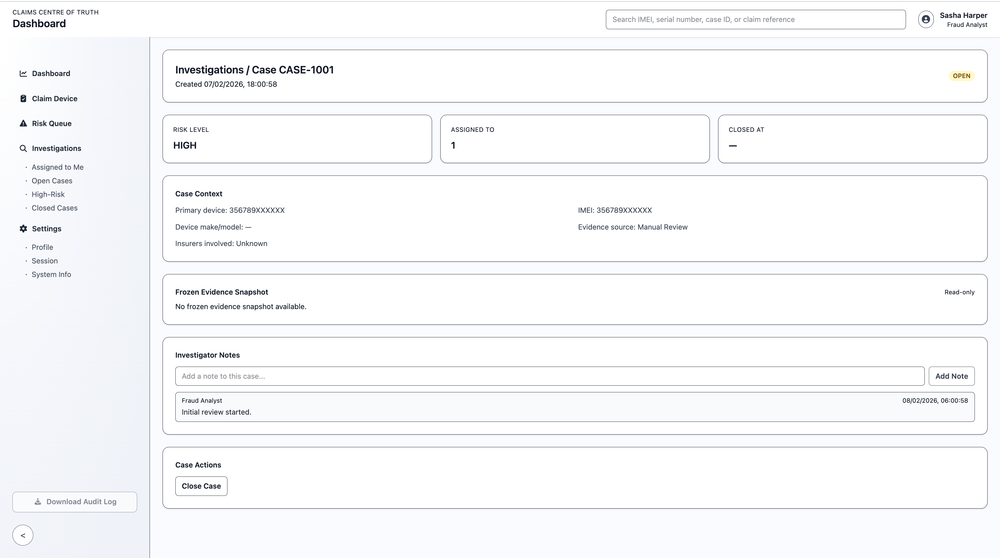 CLAIMS CENTRE OF TRUTH
Dashboard
Search IMEI, serial number, case ID, or claim reference
Sasha Harper
Fraud Analyst
Dashboard
Claim Device
Risk Queue
Investigations
· Assigned to Me
· Open Cases
· High-Risk
· Closed Cases
Settings
· Profile
· Session
· System Info
Download Audit Log
<
Investigations / Case CASE-1001
Created 07/02/2026, 18:00:58
OPEN
RISK LEVEL
HIGH
ASSIGNED TO
1
CLOSED AT
—
Case Context
Primary device: 356789XXXXXX
IMEI: 356789XXXXXX
Device make/model: —
Evidence source: Manual Review
Insurers involved: Unknown
Frozen Evidence Snapshot
Read-only
No frozen evidence snapshot available.
Investigator Notes
Add a note to this case...
Add Note
Fraud Analyst
08/02/2026, 06:00:58
Initial review started.
Case Actions
Close Case